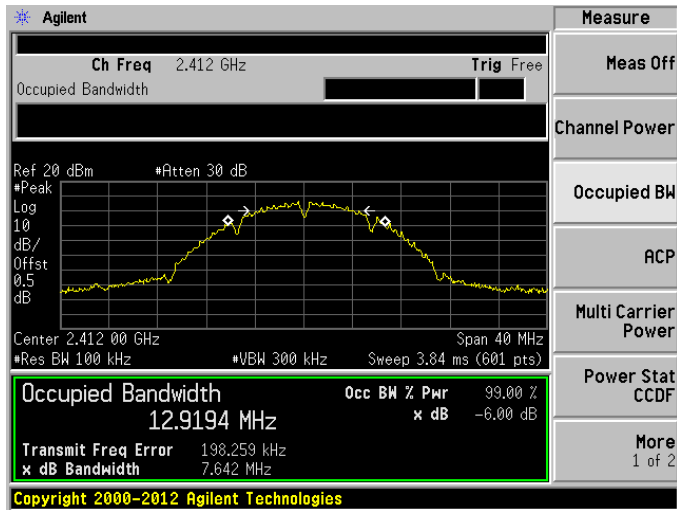 Agilent
Measure
Ch Freq 2.412 GHz Trig Free
Occupied Bandwidth
Meas Off
Channel Power
Occupied BW
ACP
Multi Carrier
Power
Power Stat
CCDF
More
1 of 2
Ref 20 dBm #Atten 30 dB
#Peak
Log
10
dB/
Offst
0.5
dB
Center 2.412 00 GHz Span 40 MHz
#Res BW 100 kHz #VBW 300 kHz Sweep 3.84 ms (601 pts)
Occupied Bandwidth Occ BW % Pwr 99.00 %
12.9194 MHz x dB -6.00 dB
Transmit Freq Error 198.259 kHz
x dB Bandwidth 7.642 MHz
Copyright 2000-2012 Agilent Technologies